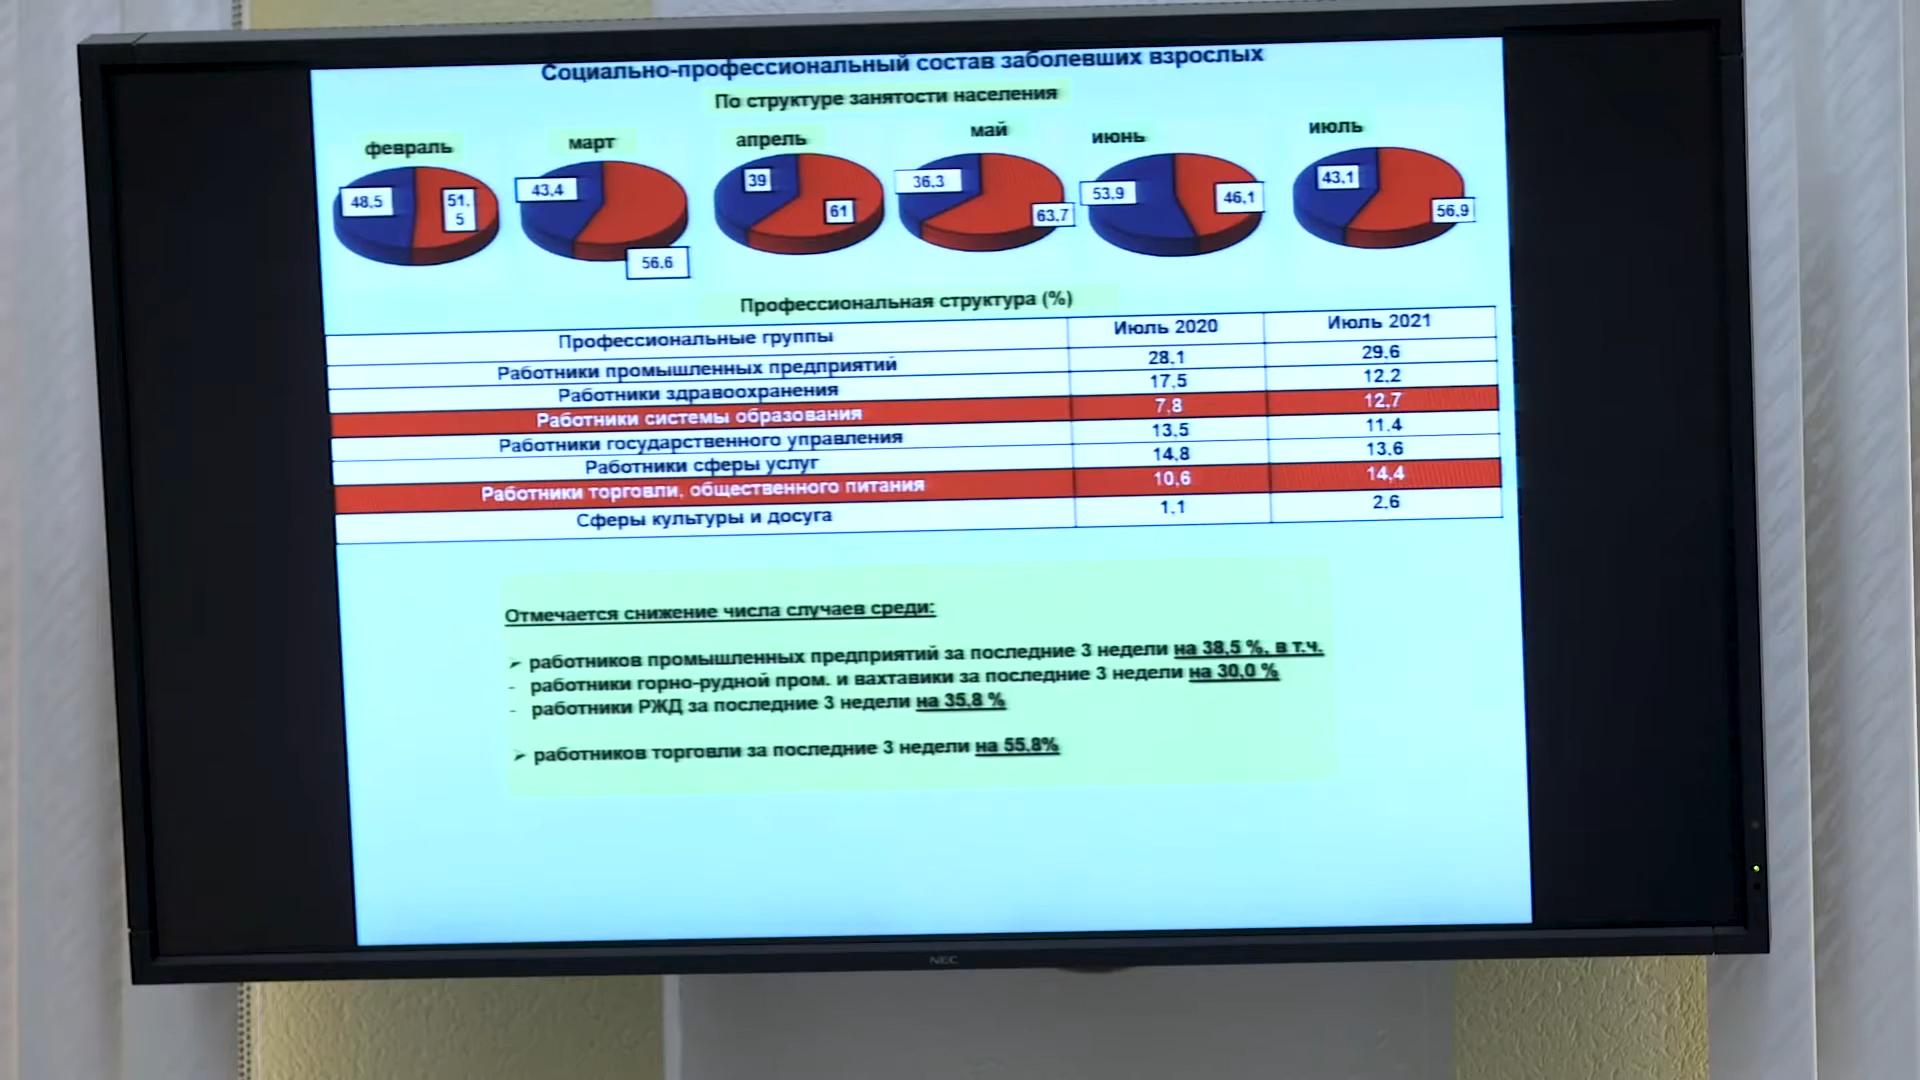 Социально-профессиональный состав заболевших взрослых
По структуре занятости населения
февраль март апрель май июнь июль
48,5 51, 5 43,4 56,6 39 61 36,3 63,7 53,9 46,1 43,1 56,9
Профессиональная структура (%)
Профессиональные группы Июль 2020 Июль 2021
Работники промышленных предприятий 28,1 29,6
Работники здравоохранения 17,5 12,2
Работники системы образования 7,8 12,7
Работники государственного управления 13,5 11,4
Работники сферы услуг 14,8 13,6
Работники торговли, общественного питания 10,6 14,4
Сферы культуры и досуга 1,1 2,6
Отмечается снижение числа случаев среди:
➢ работников промышленных предприятий за последние 3 недели на 38,5 %, в т.ч.
- работники горно-рудной пром. и вахтавики за последние 3 недели на 30,0 %
- работники РЖД за последние 3 недели на 35,8 %
➢ работников торговли за последние 3 недели на 55,8%
NEC